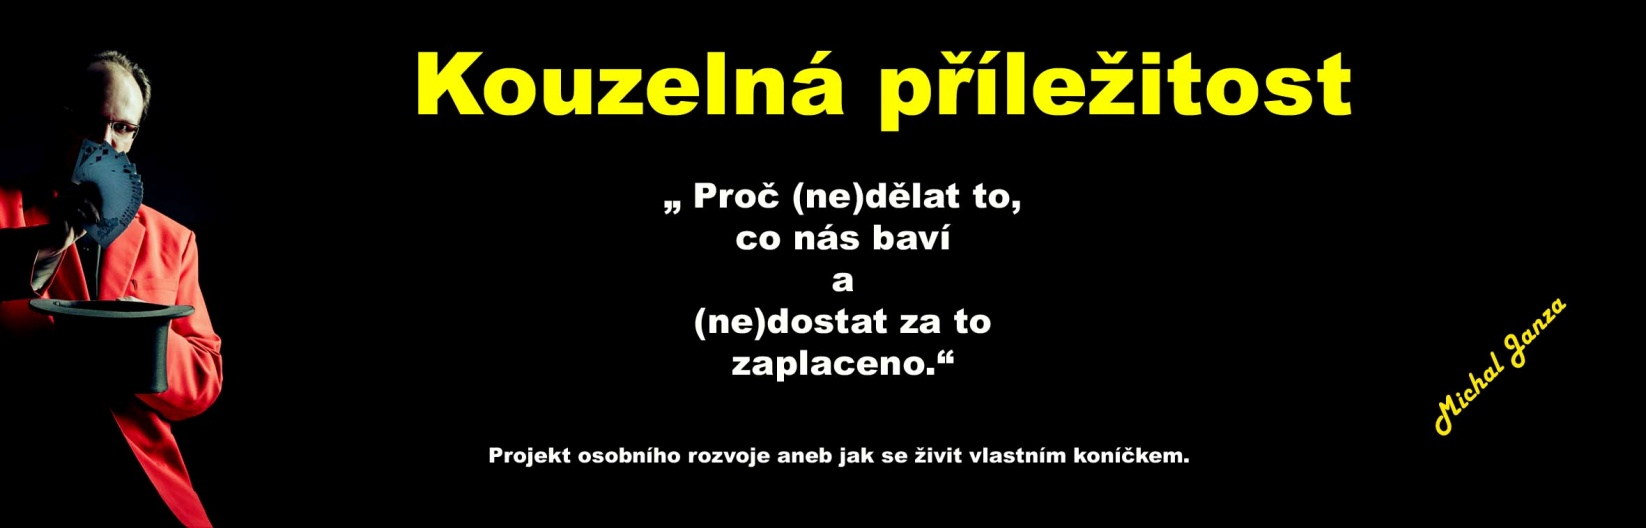 Kouzelná příležitost
„ Proč (ne)dělat to,
co nás baví
a
(ne)dostat za to
zaplaceno.“
Michal Janza
Projekt osobního rozvoje aneb jak se živit vlastním koníčkem.